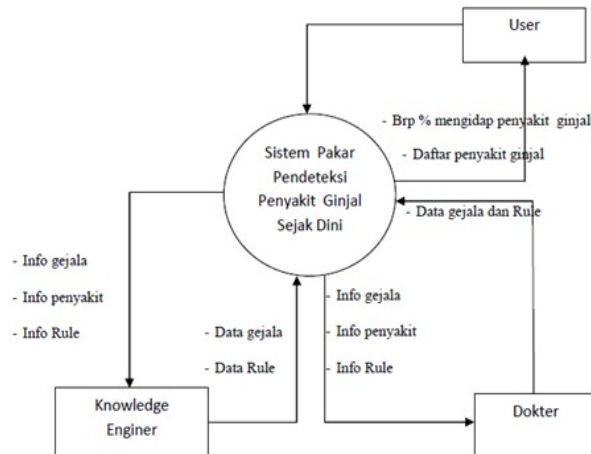 User
- Brp % mengidap penyakit ginjal
- Daftar penyakit ginjal
Sistem Pakar
Pendeteksi
Penyakit Ginjal
Sejak Dini
- Data gejala dan Rule
- Info gejala
- Info penyakit
- Info Rule
- Data gejala
- Data Rule
- Info gejala
- Info penyakit
- Info Rule
Knowledge
Enginer
Dokter